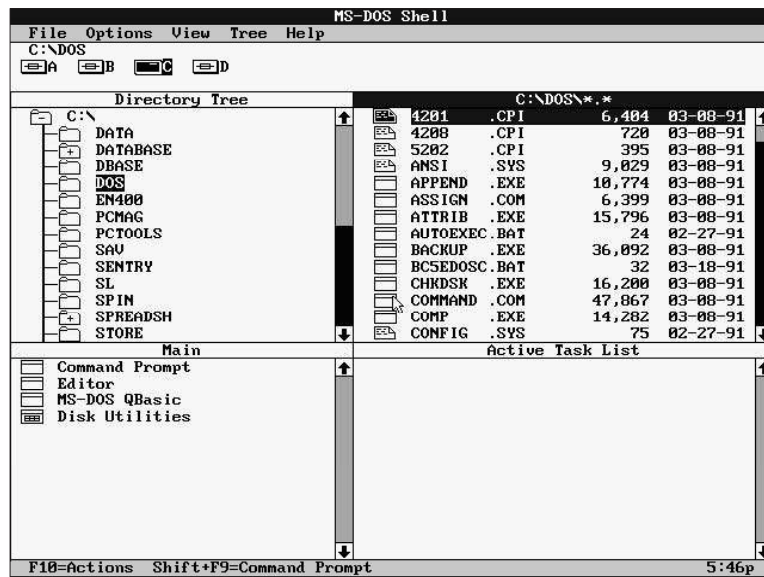 MS-DOS Shell
File Options View Tree Help
C:\DOS
A B C D
Directory Tree
C:\
DATA
DATABASE
DBASE
DOS
EN400
PCMAG
PCTOOLS
SAV
SENTRY
SL
SPIN
SPREADSH
STORE
C:\DOS\*.*
4201 .CPI 6,404 03-08-91
4208 .CPI 720 03-08-91
5202 .CPI 395 03-08-91
ANSI .SYS 9,029 03-08-91
APPEND .EXE 10,774 03-08-91
ASSIGN .COM 6,399 03-08-91
ATTRIB .EXE 15,796 03-08-91
AUTOEXEC.BAT 24 02-27-91
BACKUP .EXE 36,092 03-08-91
BC5EDOSC.BAT 32 03-18-91
CHKDSK .EXE 16,200 03-08-91
COMMAND .COM 47,867 03-08-91
COMP .EXE 14,282 03-08-91
CONFIG .SYS 75 02-27-91
Main
Command Prompt
Editor
MS-DOS QBasic
Disk Utilities
Active Task List
F10=Actions Shift+F9=Command Prompt 5:46p